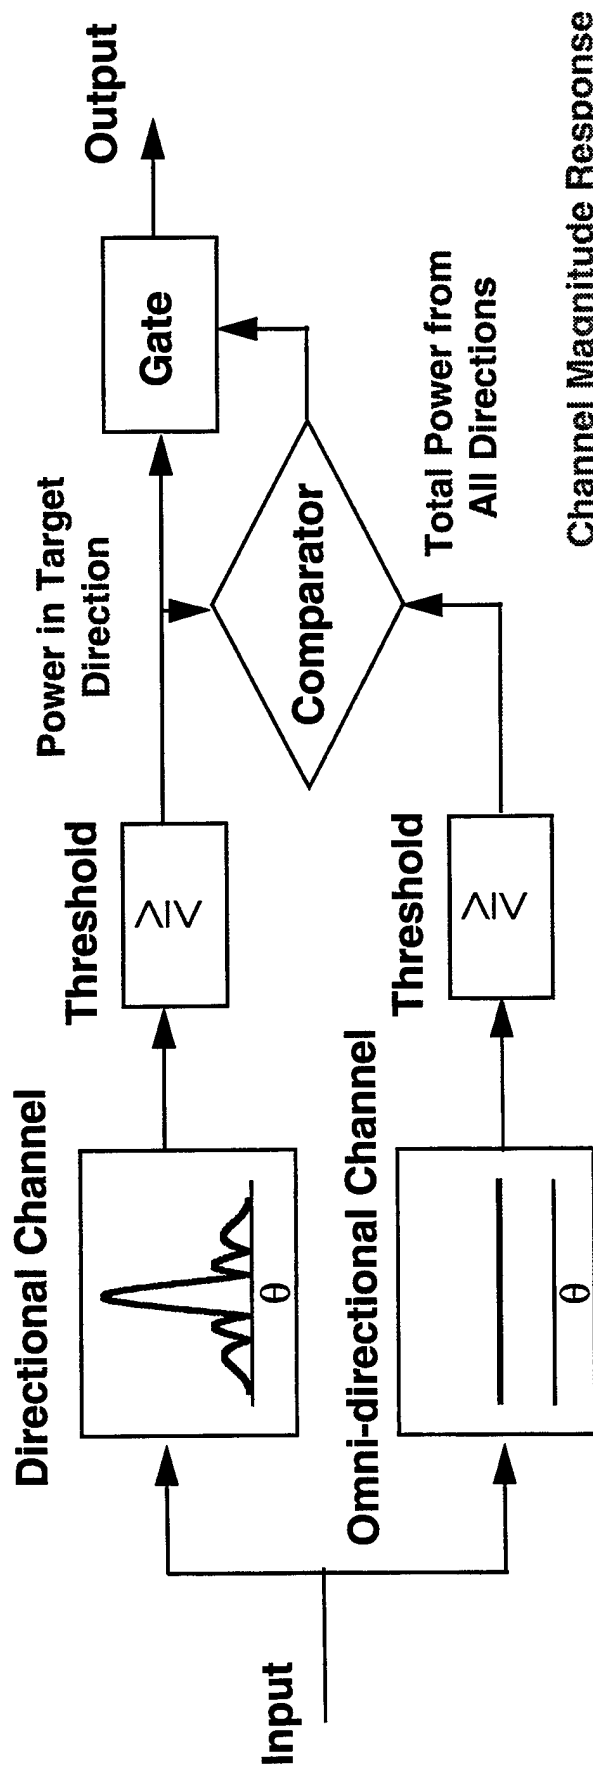 Input
Directional Channel
θ
Omni-directional Channel
θ
Threshold
≥
Threshold
≥
Power in Target
Direction
Comparator
Total Power from
All Directions
Gate
Output
Channel Magnitude Response